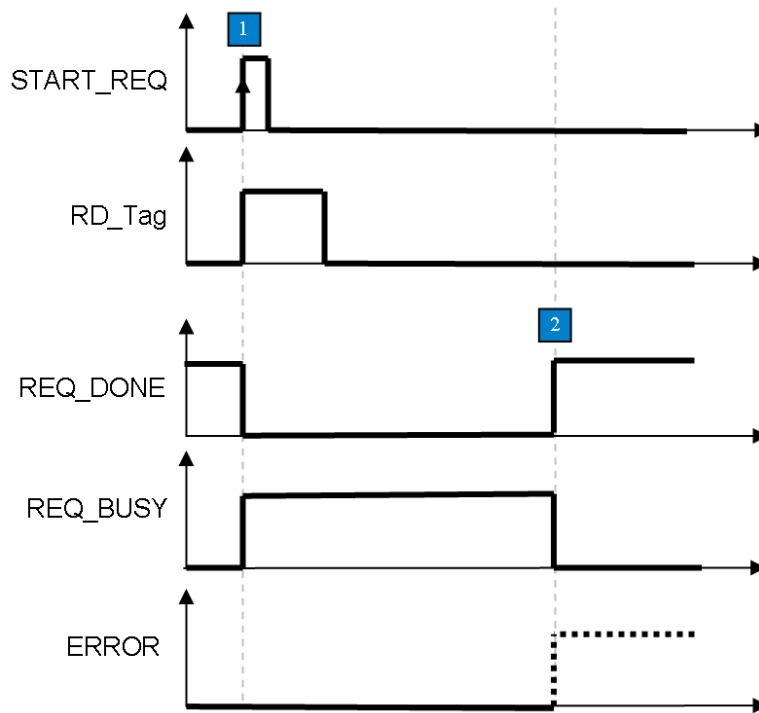 1
START_REQ
RD_Tag
2
REQ_DONE
REQ_BUSY
ERROR